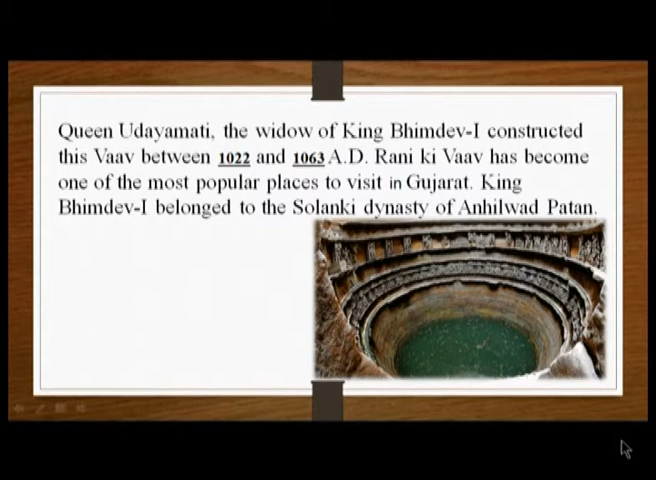 Queen Udayamati, the widow of King Bhimdev-I constructed
this Vaav between 1022 and 1063 A.D. Rani ki Vaav has become
one of the most popular places to visit in Gujarat. King
Bhimdev-I belonged to the Solanki dynasty of Anhilwad Patan.